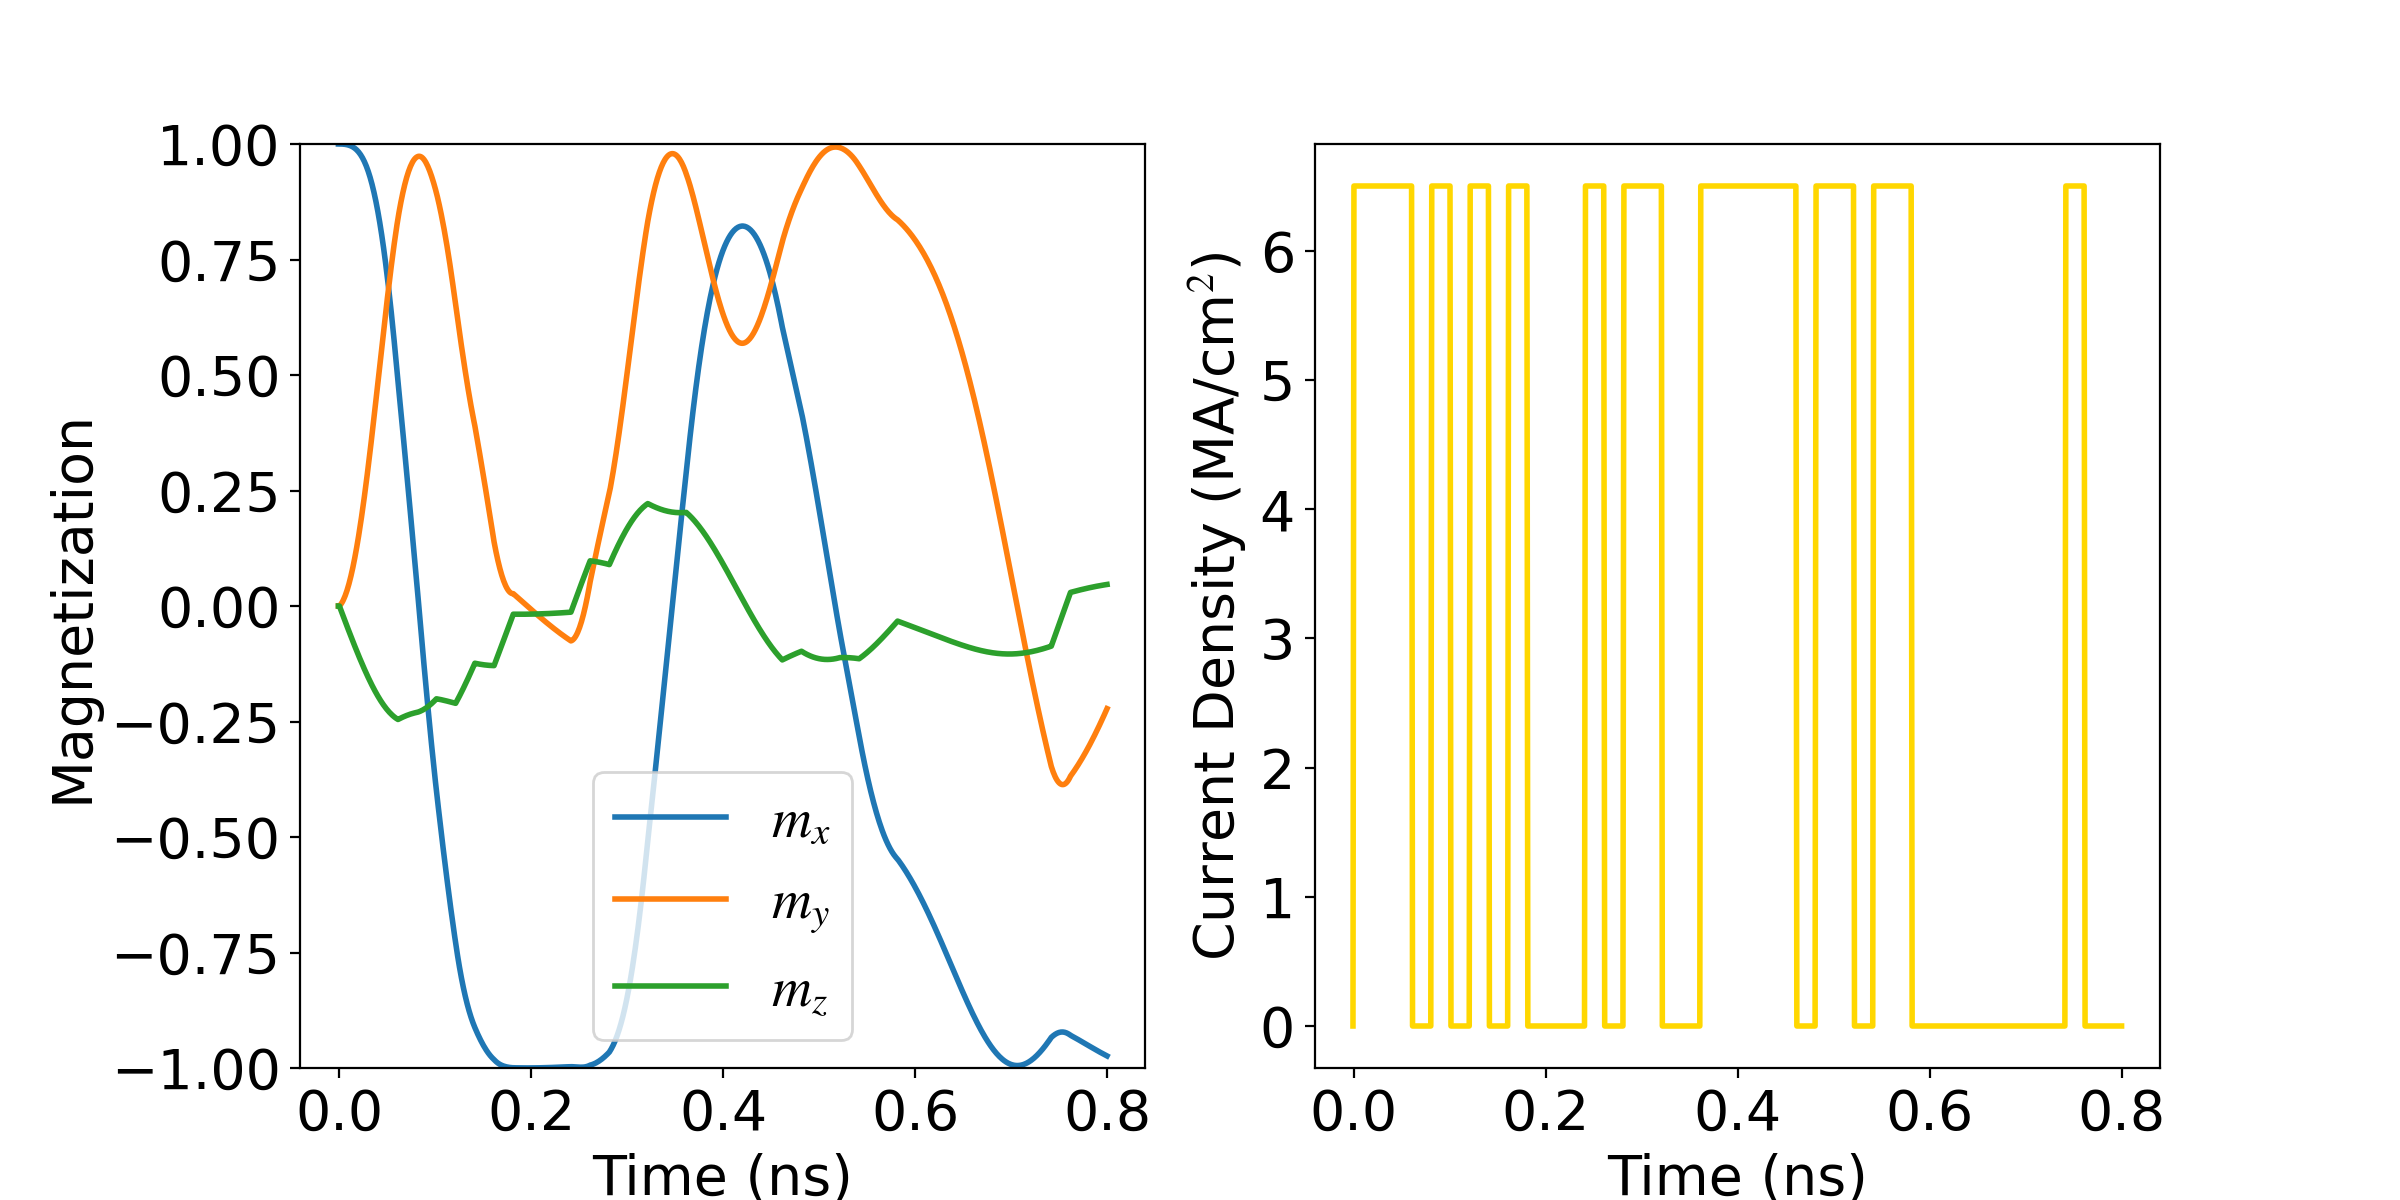 Magnetization
1.00
0.75
0.50
0.25
0.00
−0.25
−0.50
−0.75
−1.00
0.0 0.2 0.4 0.6 0.8
Time (ns)
m_x
m_y
m_z
Current Density (MA/cm²)
6
5
4
3
2
1
0
0.0 0.2 0.4 0.6 0.8
Time (ns)